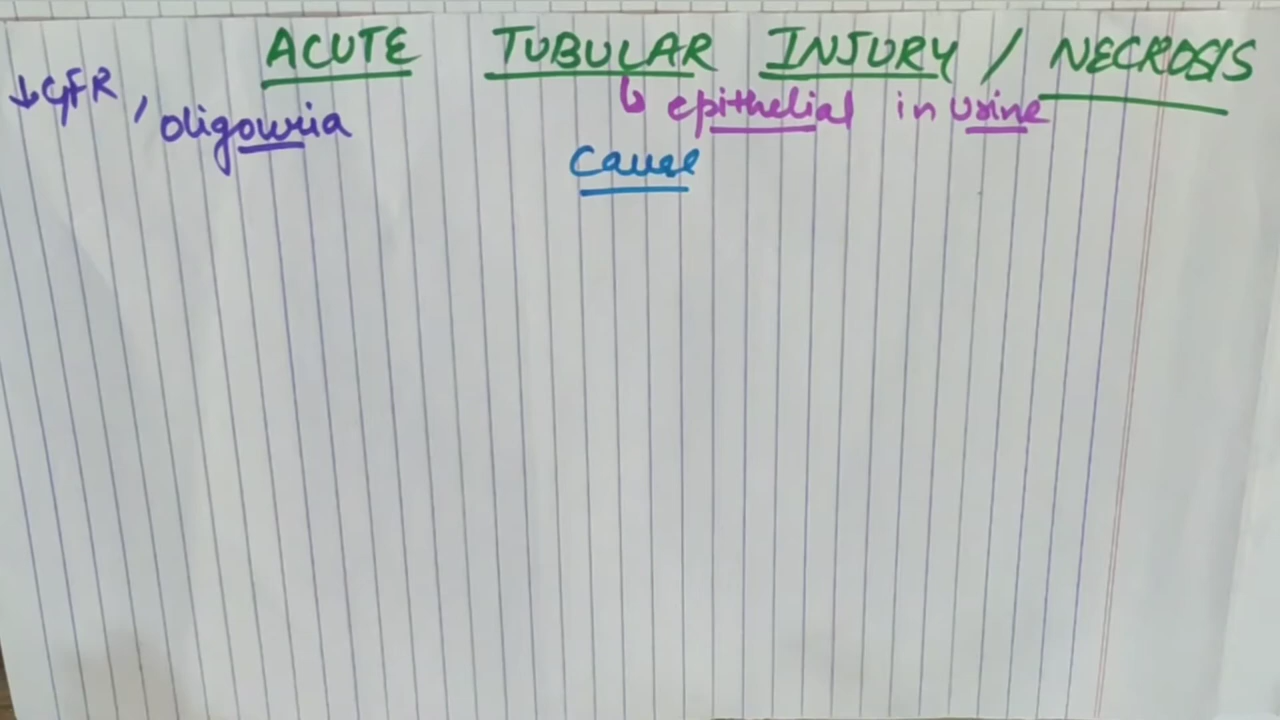 ACUTE TUBULAR INJURY / NECROSIS
↓GFR, oligouria
↳ epithelial in urine
Cause